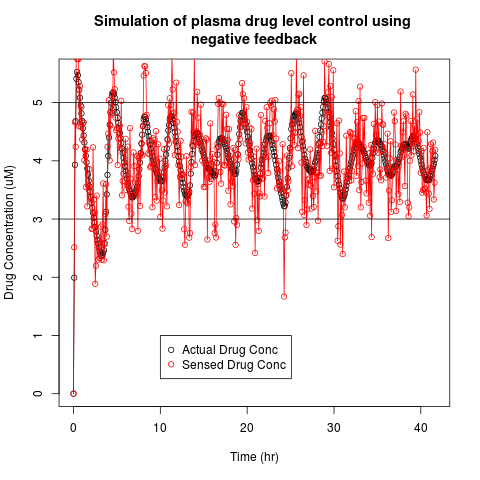 Simulation of plasma drug level control using
negative feedback
Drug Concentration (uM)
5
4
3
2
1
0
Actual Drug Conc
Sensed Drug Conc
0 10 20 30 40
Time (hr)